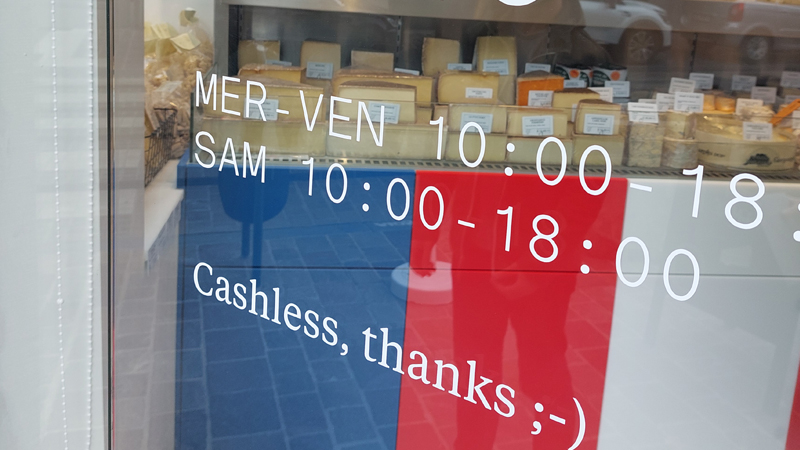 MER-VEN 10:00-18:
SAM 10:00-18:00
Cashless, thanks ;-)